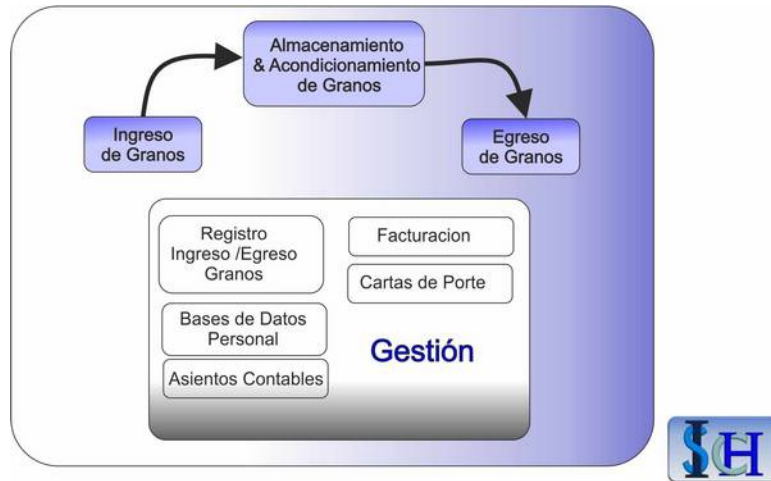 Almacenamiento
& Acondicionamiento
de Granos
Ingreso
de Granos
Egreso
de Granos
Registro
Ingreso /Egreso
Granos
Facturacion
Cartas de Porte
Bases de Datos
Personal
Gestión
Asientos Contables
ISCH